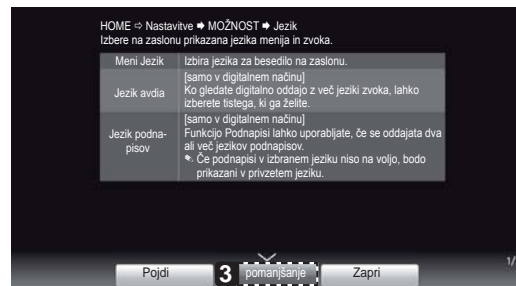 HOME ⇨ Nastavitve ➡ MOŽNOST ➡ Jezik
Izbere na zaslonu prikazana jezika menija in zvoka.
Meni Jezik
Izbira jezika za besedilo na zaslonu.
Jezik avdia
[samo v digitalnem načinu]
Ko gledate digitalno oddajo z več jeziki zvoka, lahko
izberete tistega, ki ga želite.
Jezik podna-
pisov
[samo v digitalnem načinu]
Funkcijo Podnapisi lahko uporabljate, če se oddajata dva
ali več jezikov podnapisov.
Če podnapisi v izbranem jeziku niso na voljo, bodo
prikazani v privzetem jeziku.
Pojdi
3
pomanjšanje
Zapri
1/